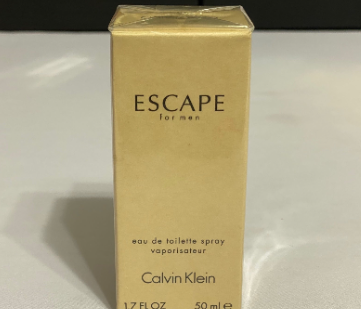 ESCAPE
for men
eau de toilette spray
vaporisateur
Calvin Klein
1.7 FL OZ 50 ml e